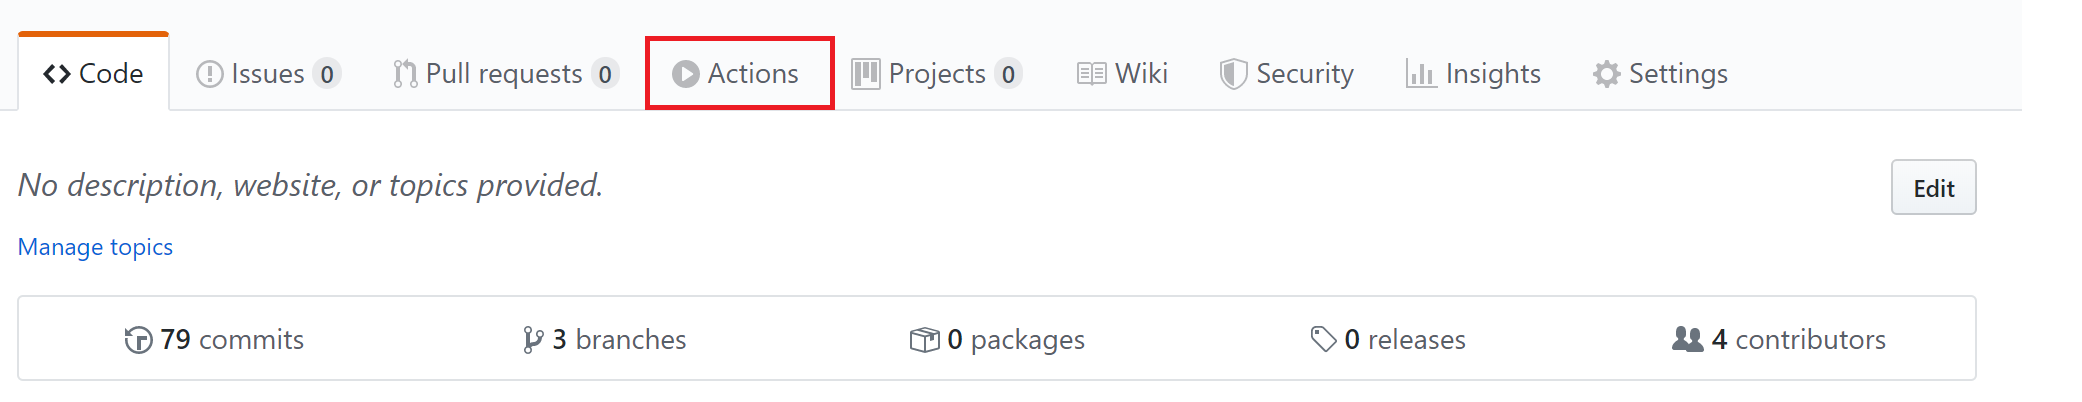 Code Issues 0 Pull requests 0 Actions Projects 0 Wiki Security Insights Settings
No description, website, or topics provided. Edit
Manage topics
79 commits 3 branches 0 packages 0 releases 4 contributors